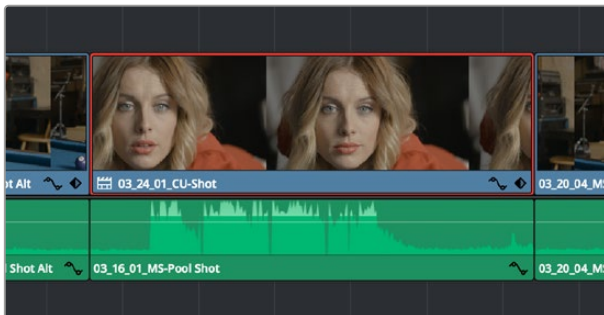 ot Alt
03_24_01_CU-Shot
03_20_04_MS
Shot Alt
03_16_01_MS-Pool Shot
03_20_04_MS